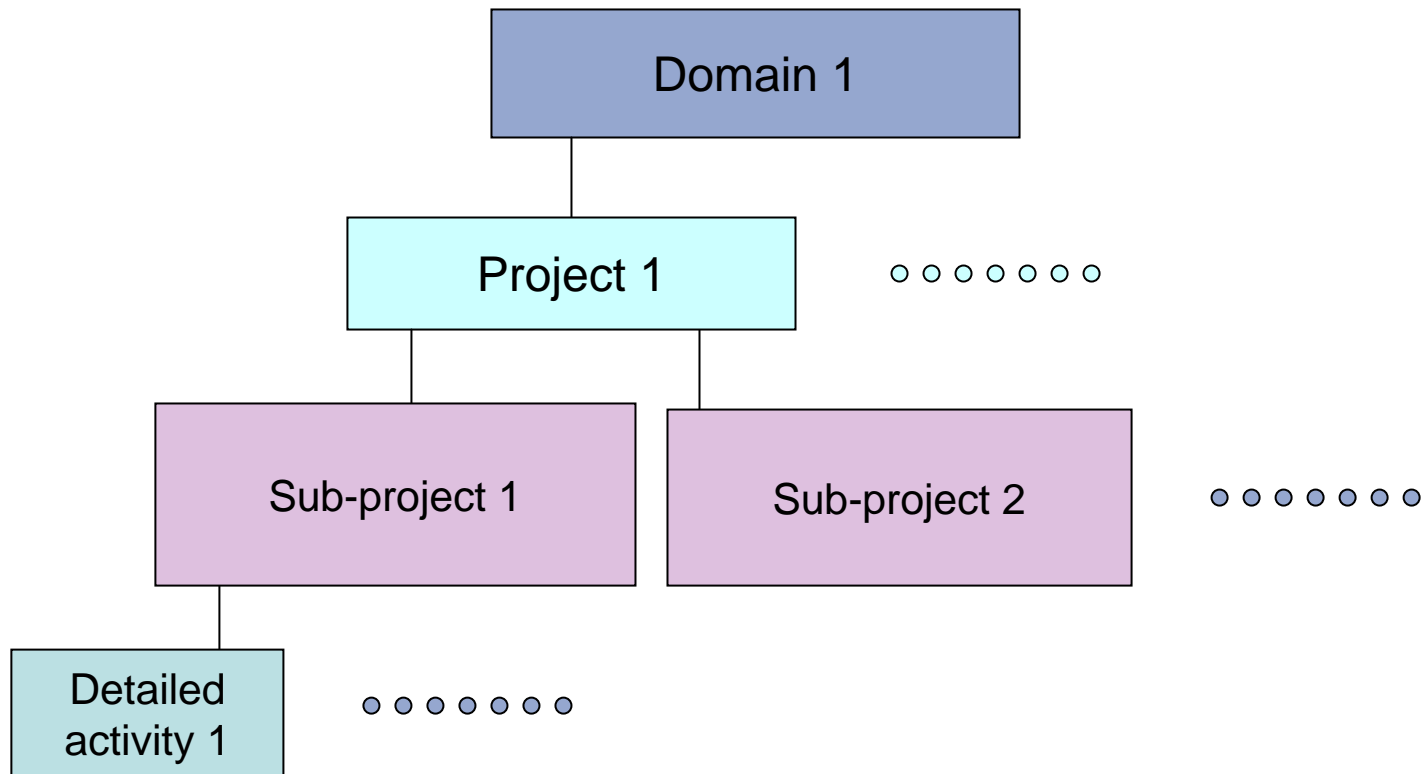 Domain 1
Project 1
Sub-project 1
Sub-project 2
Detailed
activity 1